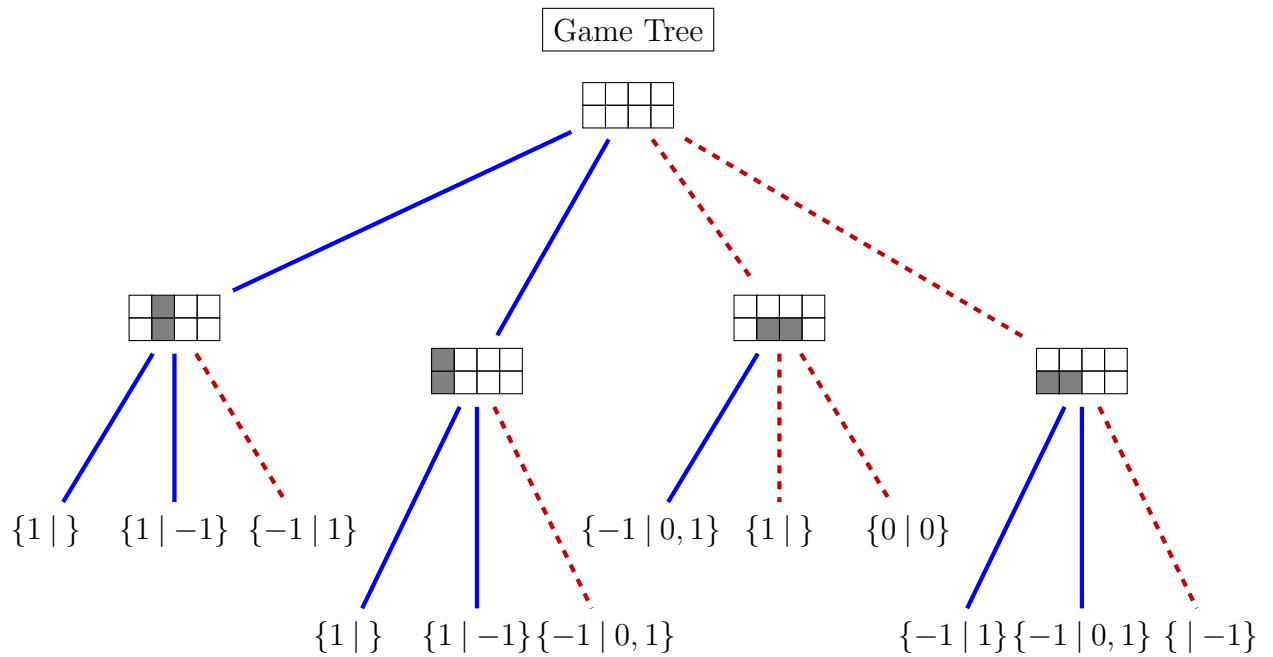 Game Tree
{1 | } {1 | −1} {−1 | 1} {−1 | 0, 1} {1 | } {0 | 0}
{1 | } {1 | −1} {−1 | 0, 1} {−1 | 1} {−1 | 0, 1} { | −1}